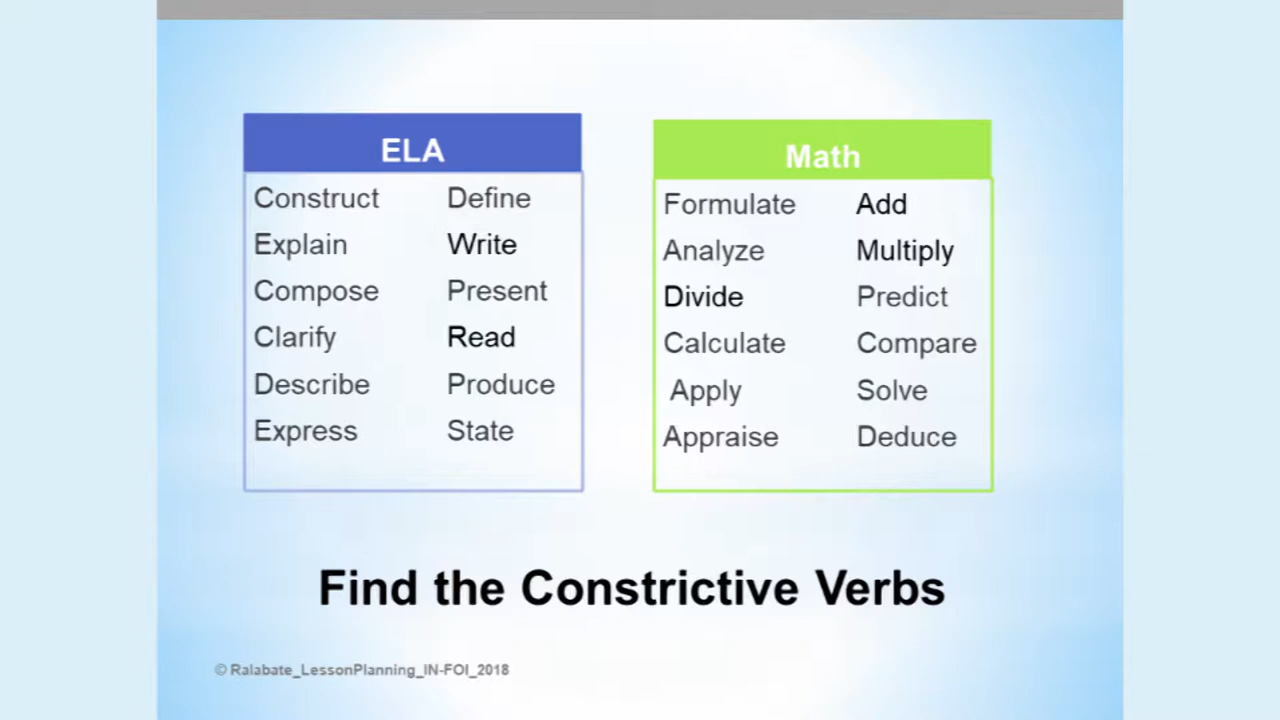 ELA
Construct Define
Explain Write
Compose Present
Clarify Read
Describe Produce
Express State
Math
Formulate Add
Analyze Multiply
Divide Predict
Calculate Compare
Apply Solve
Appraise Deduce
Find the Constrictive Verbs
© Ralabate_LessonPlanning_IN-FOI_2018